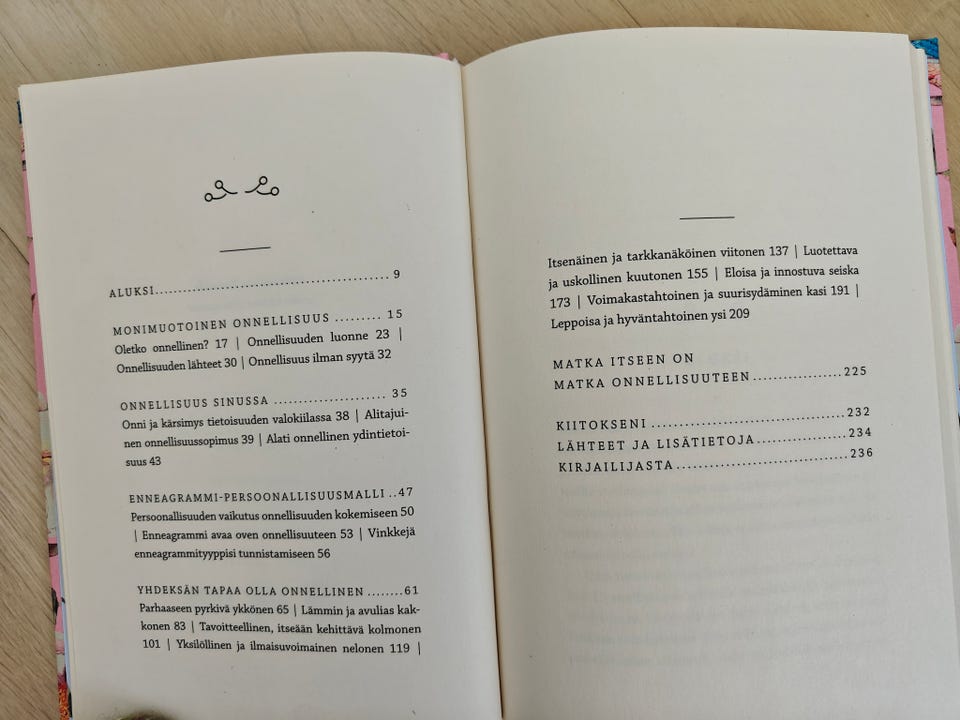 ALUKSI........................................ 9
MONIMUOTOINEN ONNELLISUUS ......... 15
Oletko onnellinen? 17 | Onnellisuuden luonne 23 |
Onnellisuuden lähteet 30 | Onnellisuus ilman syytä 32
ONNELLISUUS SINUSSA ..................... 35
Onni ja kärsimys tietoisuuden valokiilassa 38 | Alitajui-
nen onnellisuussopimus 39 | Alati onnellinen ydintietoi-
suus 43
ENNEAGRAMMI-PERSOONALLISUUSMALLI ..47
Persoonallisuuden vaikutus onnellisuuden kokemiseen 50
| Enneagrammi avaa oven onnellisuuteen 53 | Vinkkejä
enneagrammityyppisi tunnistamiseen 56
YHDEKSÄN TAPAA OLLA ONNELLINEN ........61
Parhaaseen pyrkivä ykkönen 65 | Lämmin ja avulias kak-
konen 83 | Tavoitteellinen, itseään kehittävä kolmonen
101 | Yksilöllinen ja ilmaisuvoimainen nelonen 119 |
Itsenäinen ja tarkkanäköinen viitonen 137 | Luotettava
ja uskollinen kuutonen 155 | Eloisa ja innostuva seiska
173 | Voimakastahtoinen ja suurisydäminen kasi 191 |
Leppoisa ja hyväntahtoinen ysi 209
MATKA ITSEEN ON
MATKA ONNELLISUUTEEN.................225
KIITOKSENI ............................232
LÄHTEET JA LISÄTIETOJA................234
KIRJAILIJASTA .........................236